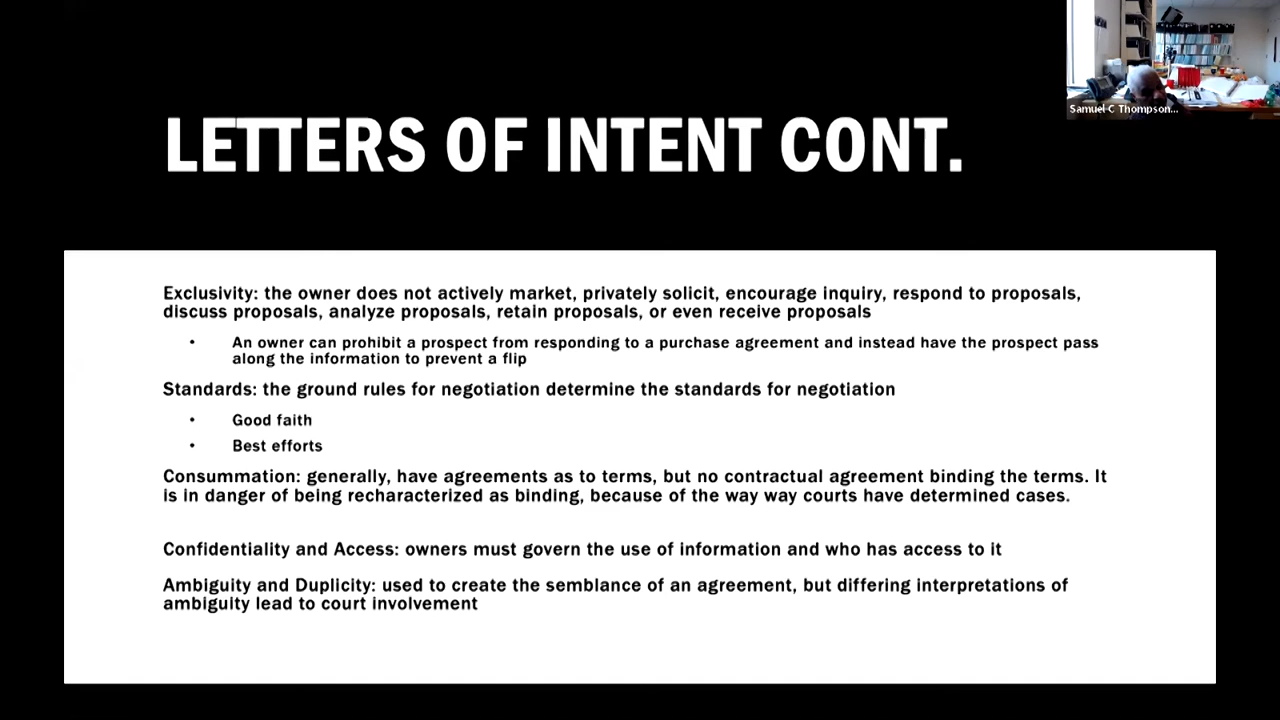 Samuel C Thompson...
LETTERS OF INTENT CONT.
Exclusivity: the owner does not actively market, privately solicit, encourage inquiry, respond to proposals,
discuss proposals, analyze proposals, retain proposals, or even receive proposals
• An owner can prohibit a prospect from responding to a purchase agreement and instead have the prospect pass
along the information to prevent a flip
Standards: the ground rules for negotiation determine the standards for negotiation
• Good faith
• Best efforts
Consummation: generally, have agreements as to terms, but no contractual agreement binding the terms. It
is in danger of being recharacterized as binding, because of the way way courts have determined cases.
Confidentiality and Access: owners must govern the use of information and who has access to it
Ambiguity and Duplicity: used to create the semblance of an agreement, but differing interpretations of
ambiguity lead to court involvement